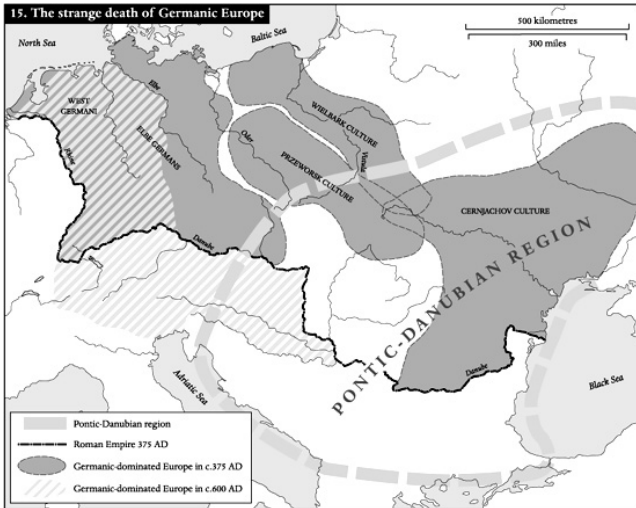 15. The strange death of Germanic Europe
500 kilometres
300 miles
North Sea
Baltic Sea
Elbe
WEST
GERMANI
WIELBARK CULTURE
ELBE GERMANS
Oder
Vistula
PRZEWORSK CULTURE
Rhine
CERNJACHOV CULTURE
Danube
PONTIC-DANUBIAN REGION
Danube
Adriatic Sea
Black Sea
Pontic-Danubian region
Roman Empire 375 AD
Germanic-dominated Europe in c.375 AD
Germanic-dominated Europe in c.600 AD